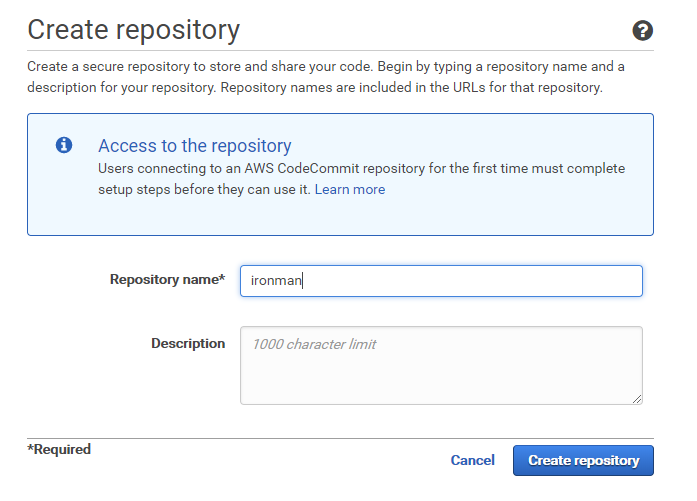 Create repository
?
Create a secure repository to store and share your code. Begin by typing a repository name and a
description for your repository. Repository names are included in the URLs for that repository.
i
Access to the repository
Users connecting to an AWS CodeCommit repository for the first time must complete
setup steps before they can use it. Learn more
Repository name* ironman
Description 1000 character limit
*Required
Cancel Create repository